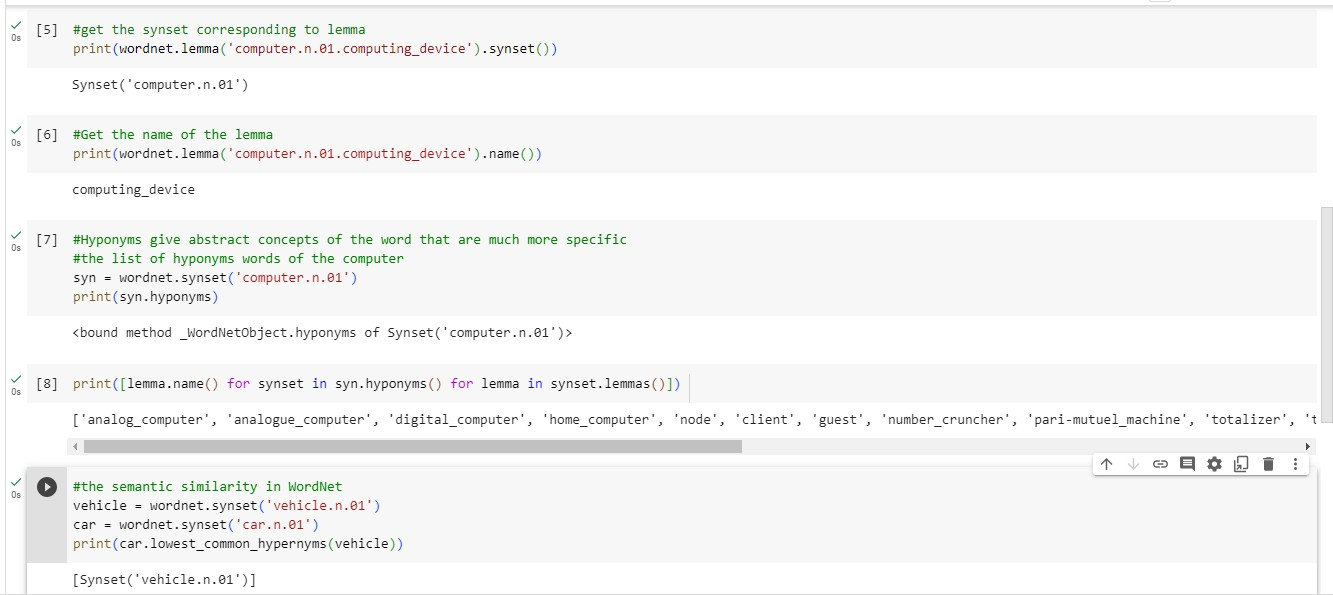 [5] #get the synset corresponding to lemma
0s
print(wordnet.lemma('computer.n.01.computing_device').synset())
Synset('computer.n.01')
[6] #Get the name of the lemma
0s
print(wordnet.lemma('computer.n.01.computing_device').name())
computing_device
[7] #Hyponyms give abstract concepts of the word that are much more specific
0s
#the list of hyponyms words of the computer
syn = wordnet.synset('computer.n.01')
print(syn.hyponyms)
<bound method _WordNetObject.hyponyms of Synset('computer.n.01')>
[8] print([lemma.name() for synset in syn.hyponyms() for lemma in synset.lemmas()])
0s
['analog_computer', 'analogue_computer', 'digital_computer', 'home_computer', 'node', 'client', 'guest', 'number_cruncher', 'pari-mutuel_machine', 'totalizer', 't
#the semantic similarity in WordNet
0s
vehicle = wordnet.synset('vehicle.n.01')
car = wordnet.synset('car.n.01')
print(car.lowest_common_hypernyms(vehicle))
[Synset('vehicle.n.01')]